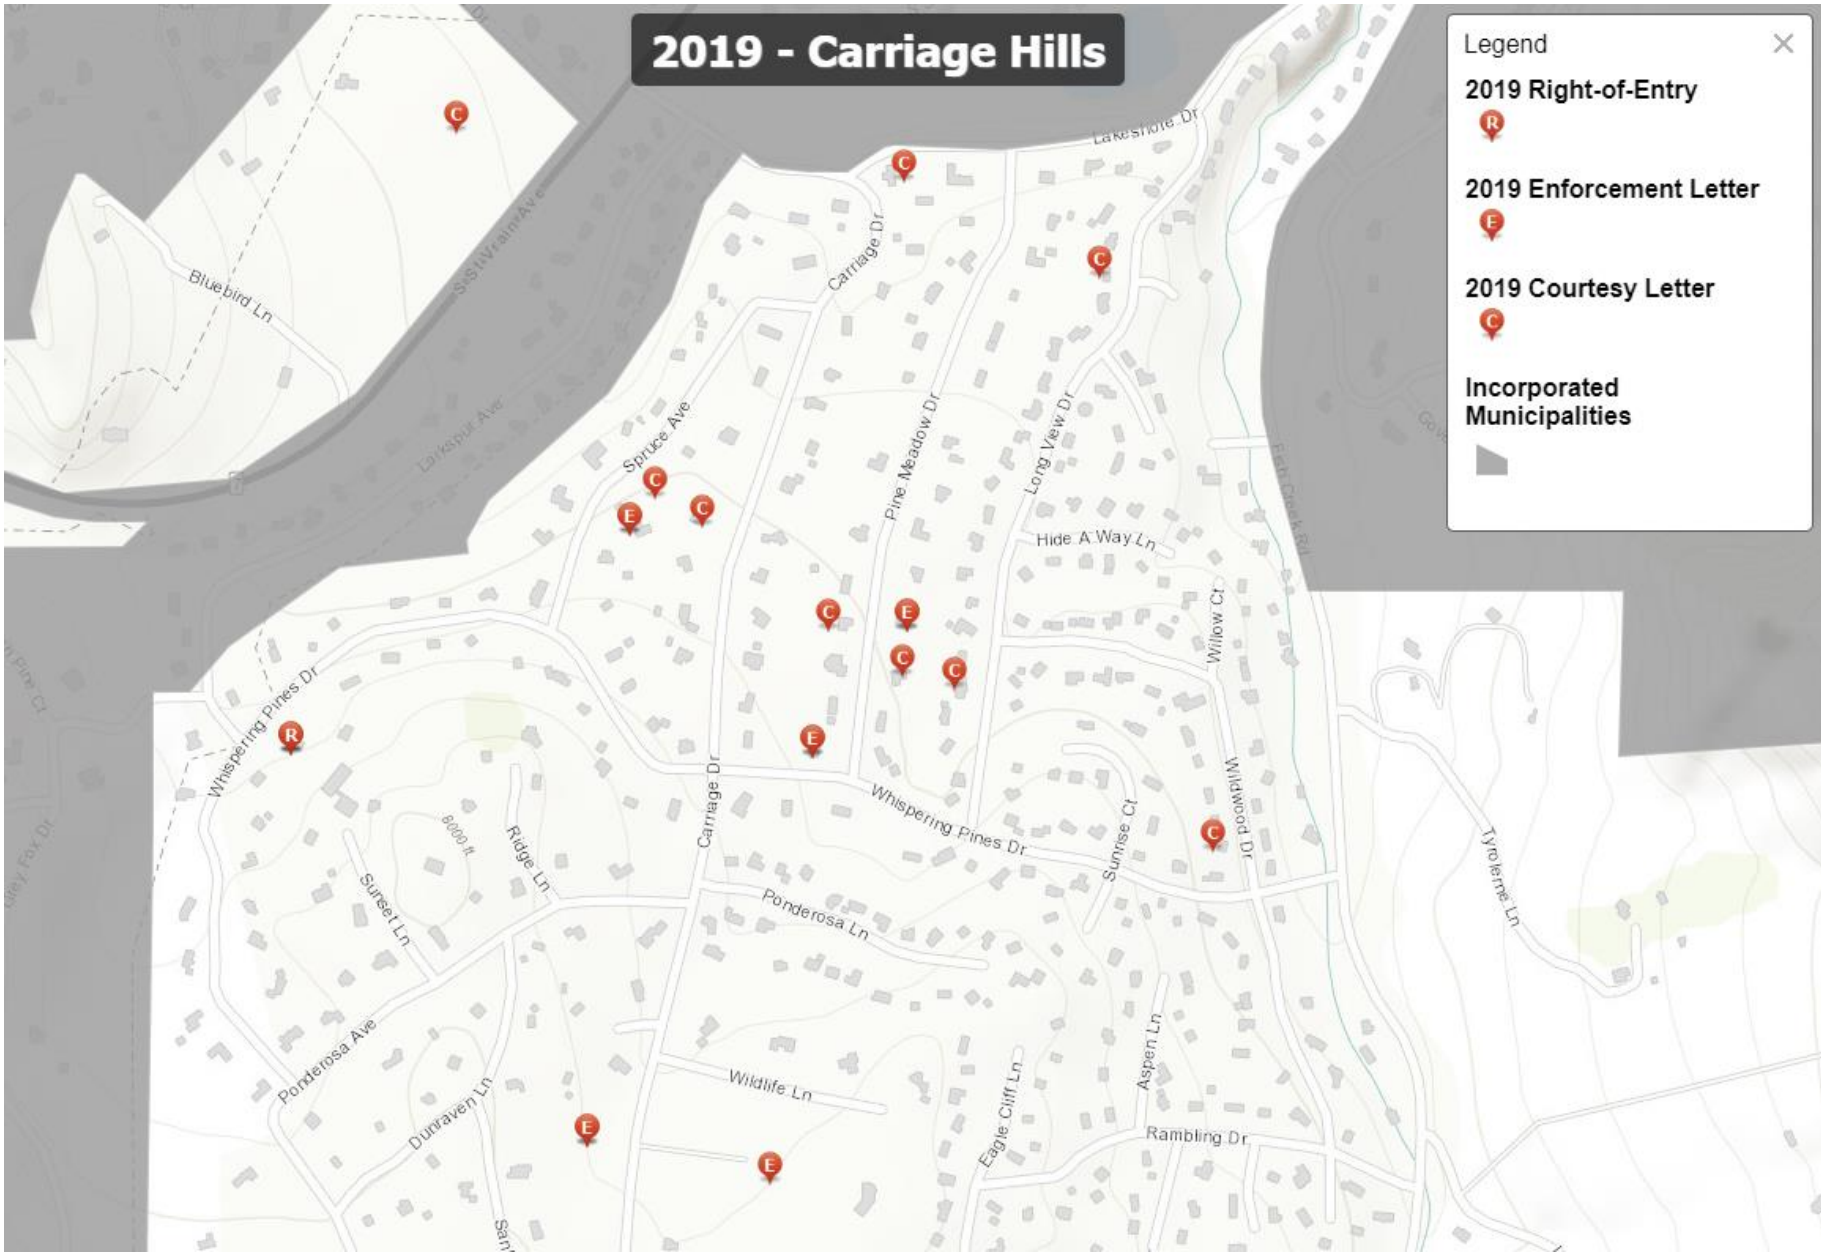 2019 - Carriage Hills
Legend
2019 Right-of-Entry
R
2019 Enforcement Letter
E
2019 Courtesy Letter
C
Incorporated
Municipalities
C
C
Lakeshore Dr
S St Vrain Ave
Bluebird Ln
Carriage Dr
C
Larkspur Ave
Spruce Ave
Pine Meadow Dr
Long View Dr
Fish Creek Rd
C
C
E
Hide A Way Ln
Willow Ct
C
E
C
C
Whispering Pines Dr
R
E
Carriage Dr
Whispering Pines Dr
Sunrise Ct
Wildwood Dr
C
Tyrolerne Ln
8000 ft
Ridge Ln
Sunset Ln
Ponderosa Ln
Ponderosa Ave
Dunraven Ln
Wildlife Ln
Eagle Cliff Ln
Aspen Ln
Rambling Dr
E
E